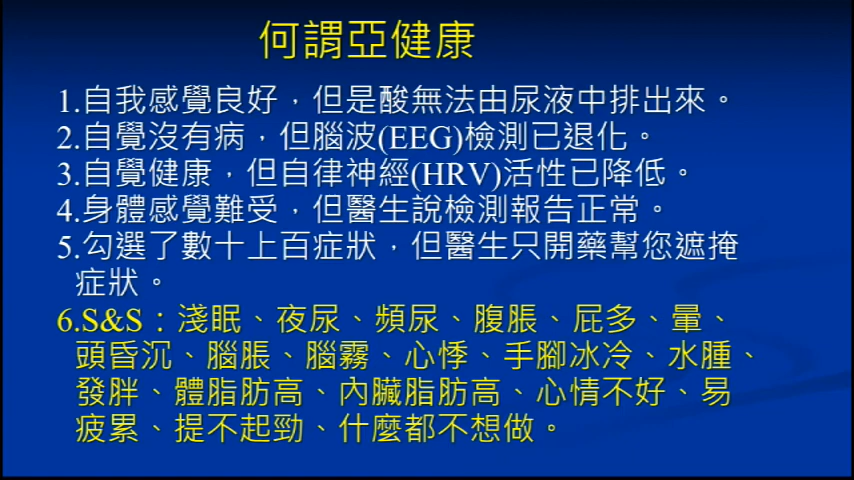 何謂亞健康
1.自我感覺良好，但是酸無法由尿液中排出來。
2.自覺沒有病，但腦波(EEG)檢測已退化。
3.自覺健康，但自律神經(HRV)活性已降低。
4.身體感覺難受，但醫生說檢測報告正常。
5.勾選了數十上百症狀，但醫生只開藥幫您遮掩
症狀。
6.S&S：淺眠、夜尿、頻尿、腹脹、屁多、暈、
頭昏沉、腦脹、腦霧、心悸、手腳冰冷、水腫、
發胖、體脂肪高、內臟脂肪高、心情不好、易
疲累、提不起勁、什麼都不想做。